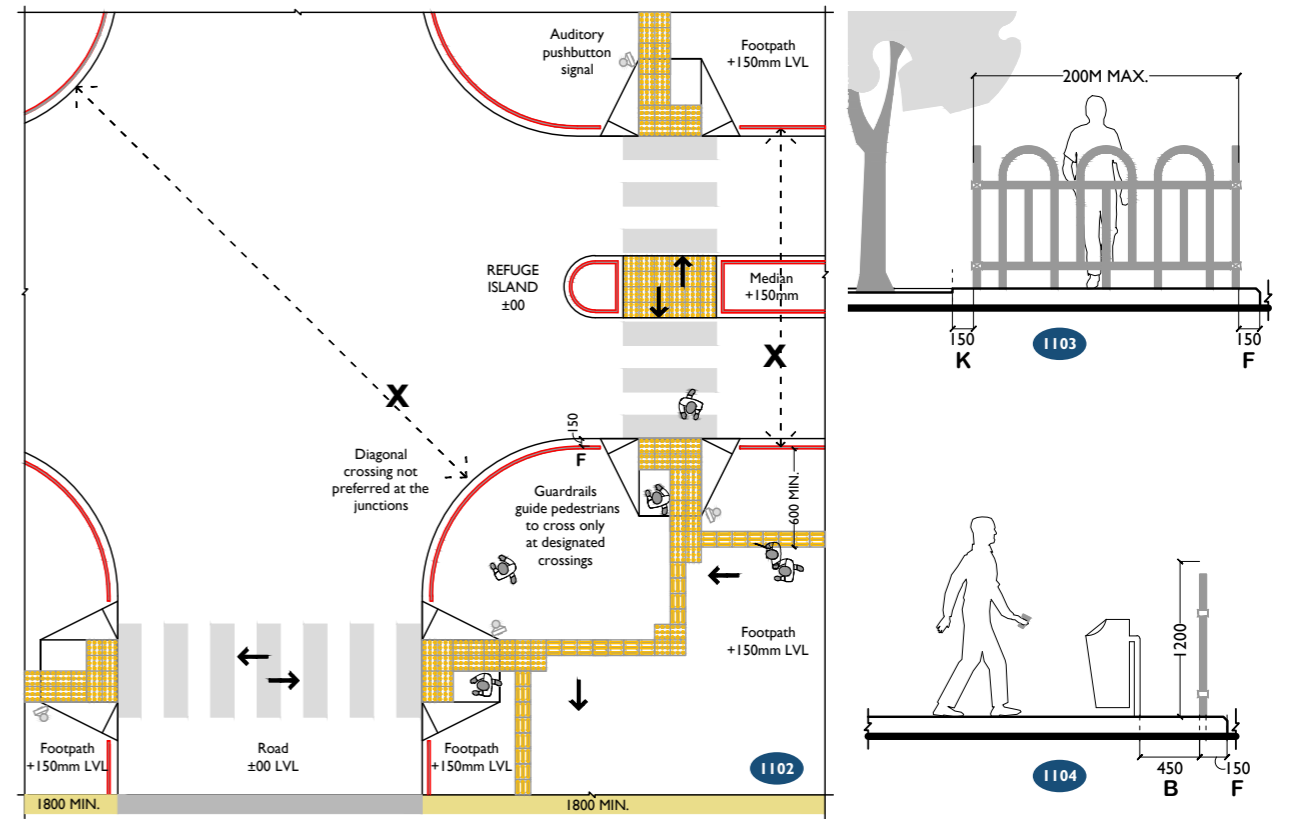 Auditory
pushbutton
signal
Footpath
+150mm LVL
REFUGE
ISLAND
±00
Median
+150mm
X
X
Diagonal
crossing not
preferred at the
junctions
150
F
Guardrails
guide pedestrians
to cross only
at designated
crossings
600 MIN.
Footpath
+150mm LVL
Footpath
+150mm LVL
Road
±00 LVL
Footpath
+150mm LVL
1102
1800 MIN.
1800 MIN.
200M MAX.
150
K
1103
150
F
1200
1104
450
B
150
F